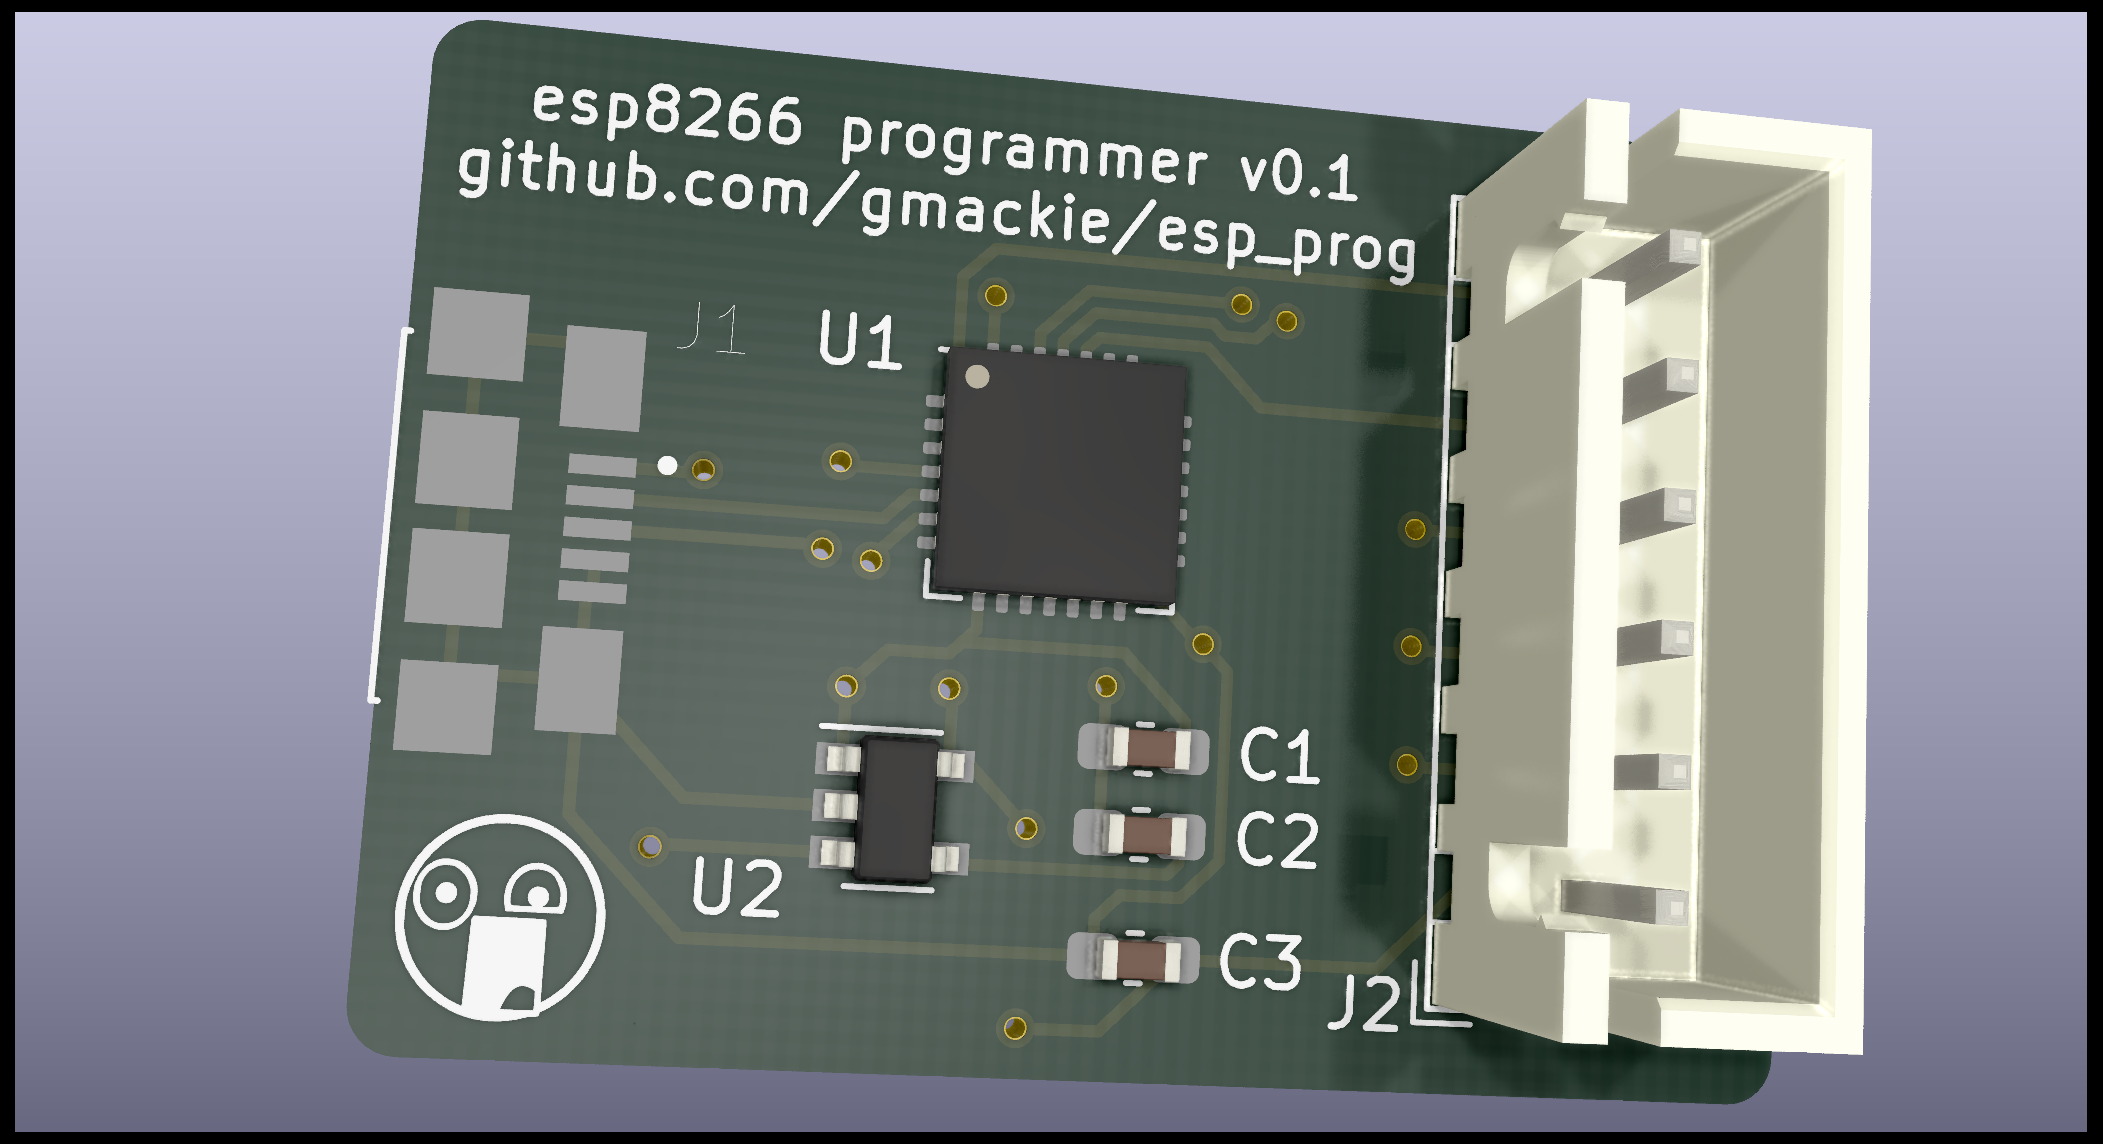 esp8266 programmer v0.1
github.com/gmackie/esp_prog
J1
U1
C1
C2
U2
C3
J2